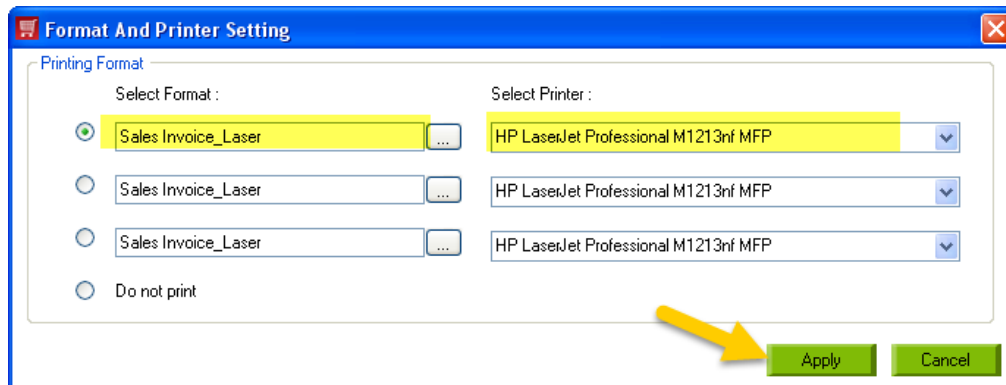 Format And Printer Setting
Printing Format
Select Format : Select Printer :
Sales Invoice_Laser ... HP LaserJet Professional M1213nf MFP
Sales Invoice_Laser ... HP LaserJet Professional M1213nf MFP
Sales Invoice_Laser ... HP LaserJet Professional M1213nf MFP
Do not print
Apply Cancel